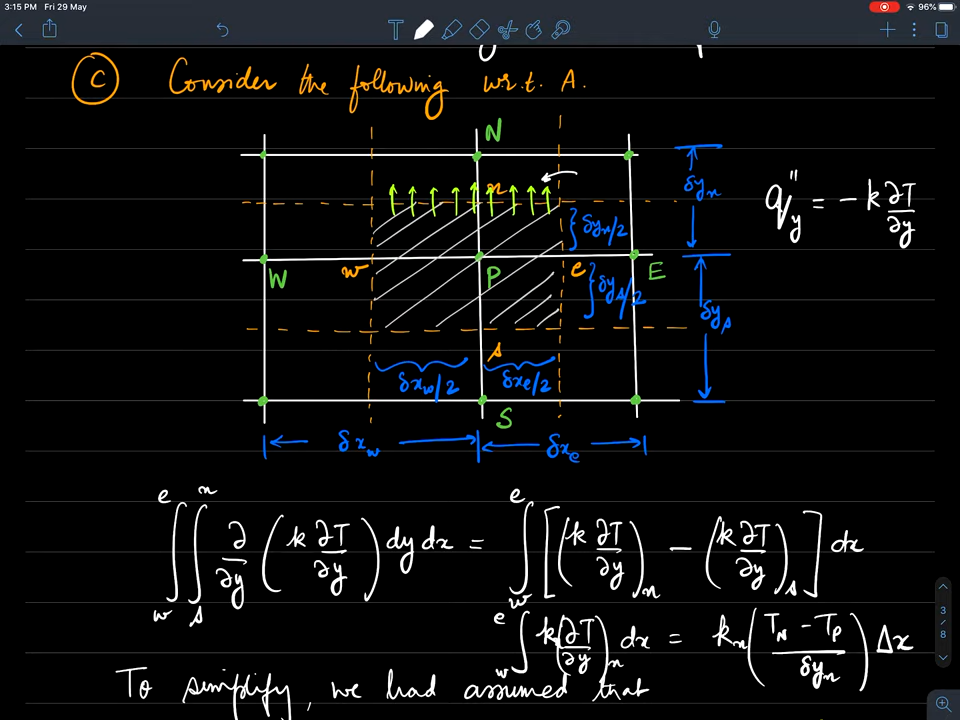 3:15 PM Fri 29 May
96%
(C) Consider the following w.r.t. A.
N
n
δy_n
q''_y = - k ∂T/∂y
} δy_n/2
W
w
P
e
E
} δy_s/2
δy_s
s
δx_w/2
δx_e/2
S
δx_w
δx_e
∫_w^e ∫_s^n ∂/∂y (k ∂T/∂y) dy dx = ∫_w^e [(k ∂T/∂y)_n - (k ∂T/∂y)_s] dx
∫_w^e k(∂T/∂y)_n dx = k_n ((T_N - T_P)/δy_n) Δx
To simplify, we had assumed that
3
/
8